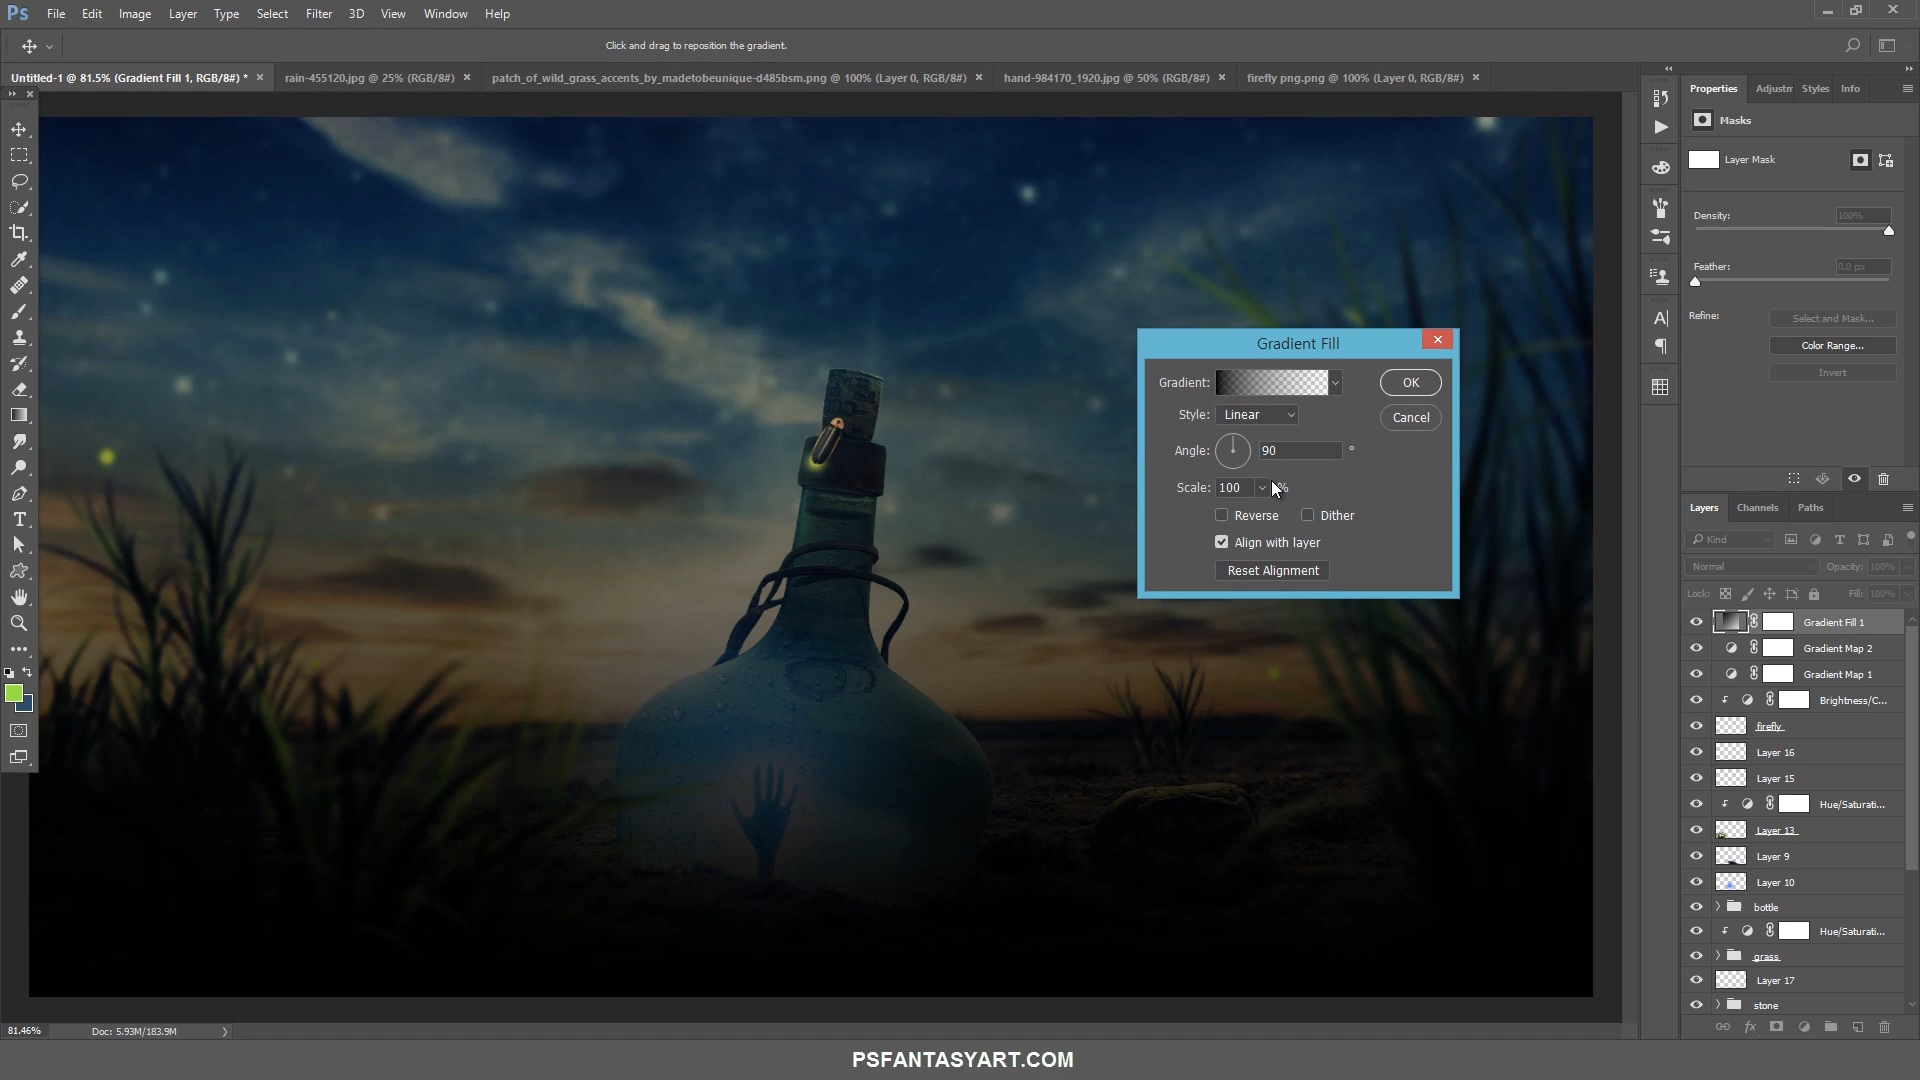 Ps File Edit Image Layer Type Select Filter 3D View Window Help
Click and drag to reposition the gradient.
Untitled-1 @ 81.5% (Gradient Fill 1, RGB/8#) * × rain-455120.jpg @ 25% (RGB/8#) × patch_of_wild_grass_accents_by_madetobeunique-d485bsm.png @ 100% (Layer 0, RGB/8#) × hand-984170_1920.jpg @ 50% (RGB/8#) × firefly png.png @ 100% (Layer 0, RGB/8#) ×
Properties Adjustm Styles Info
Masks
Layer Mask
Density: 100%
Feather: 0.0 px
Refine: Select and Mask...
Color Range...
Invert
Gradient Fill
Gradient: OK
Style: Linear Cancel
Angle: 90 °
Scale: 100 %
Reverse Dither
Align with layer
Reset Alignment
Layers Channels Paths
Kind
Normal Opacity: 100%
Lock: Fill: 100%
Gradient Fill 1
Gradient Map 2
Gradient Map 1
Brightness/C...
firefly
Layer 16
Layer 15
Hue/Saturati...
Layer 13
Layer 9
Layer 10
bottle
Hue/Saturati...
grass
Layer 17
stone
81.46% Doc: 5.93M/183.9M
PSFANTASYART.COM